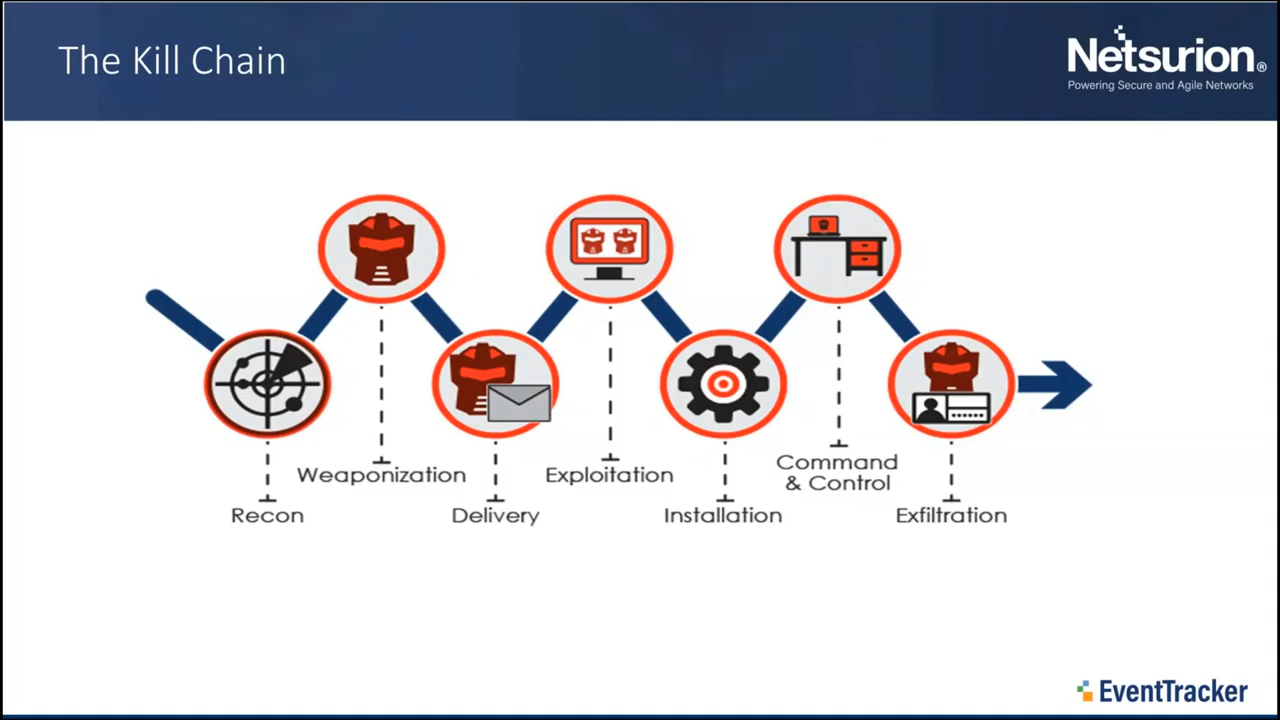 The Kill Chain
Netsurion®
Powering Secure and Agile Networks
Weaponization
Exploitation
Command
& Control
Recon
Delivery
Installation
Exfiltration
EventTracker